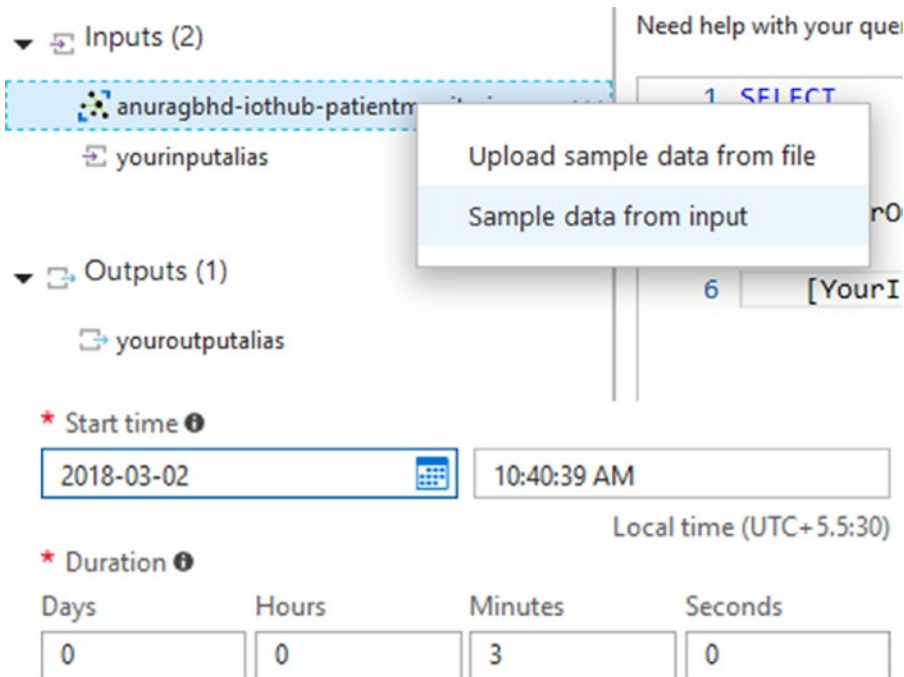 Inputs (2)
Need help with your quer
anuragbhd-iothub-patientm
1 SELECT
yourinputalias
Upload sample data from file
Sample data from input
rO
Outputs (1)
6 [YourI
youroutputalias
* Start time
2018-03-02 10:40:39 AM
Local time (UTC+5.5:30)
* Duration
Days Hours Minutes Seconds
0 0 3 0